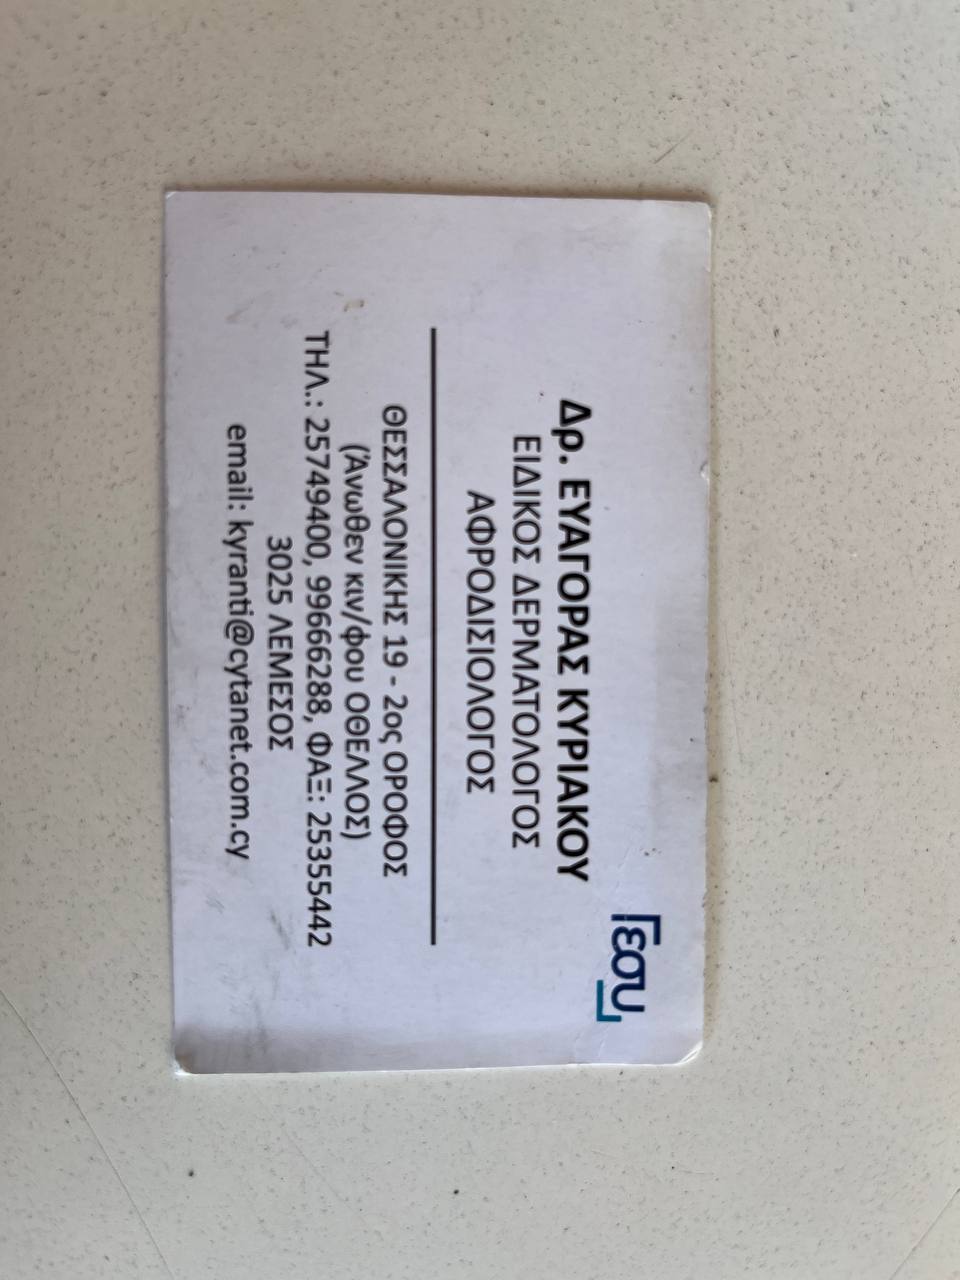 Γεσυ
Δρ. ΕΥΑΓΟΡΑΣ ΚΥΡΙΑΚΟΥ
ΕΙΔΙΚΟΣ ΔΕΡΜΑΤΟΛΟΓΟΣ
ΑΦΡΟΔΙΣΙΟΛΟΓΟΣ
ΘΕΣΣΑΛΟΝΙΚΗΣ 19 - 2ος ΟΡΟΦΟΣ
(Άνωθεν κιν/φου ΟΘΕΛΛΟΣ)
ΤΗΛ.: 25749400, 99666288, ΦΑΞ: 25355442
3025 ΛΕΜΕΣΟΣ
email: kyranti@cytanet.com.cy